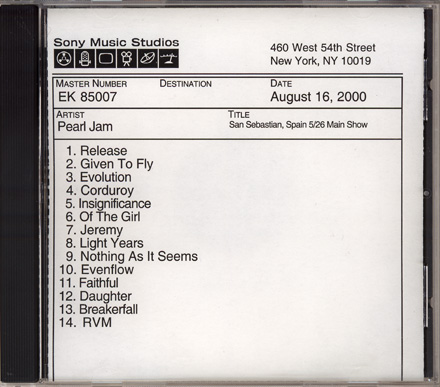 Sony Music Studios
460 West 54th Street
New York, NY 10019
MASTER NUMBER DESTINATION DATE
EK 85007 August 16, 2000
ARTIST TITLE
Pearl Jam San Sebastian, Spain 5/26 Main Show
1. Release
2. Given To Fly
3. Evolution
4. Corduroy
5. Insignificance
6. Of The Girl
7. Jeremy
8. Light Years
9. Nothing As It Seems
10. Evenflow
11. Faithful
12. Daughter
13. Breakerfall
14. RVM